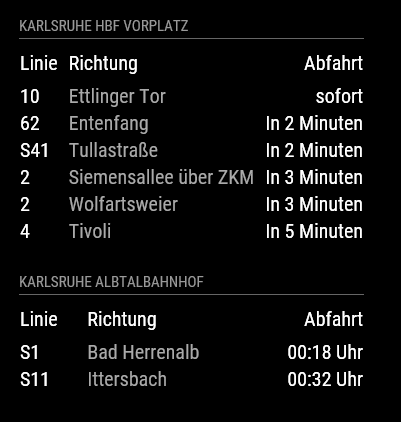 KARLSRUHE HBF VORPLATZ
Linie Richtung Abfahrt
10 Ettlinger Tor sofort
62 Entenfang In 2 Minuten
S41 Tullastraße In 2 Minuten
2 Siemensallee über ZKM In 3 Minuten
2 Wolfartsweier In 3 Minuten
4 Tivoli In 5 Minuten
KARLSRUHE ALBTALBAHNHOF
Linie Richtung Abfahrt
S1 Bad Herrenalb 00:18 Uhr
S11 Ittersbach 00:32 Uhr